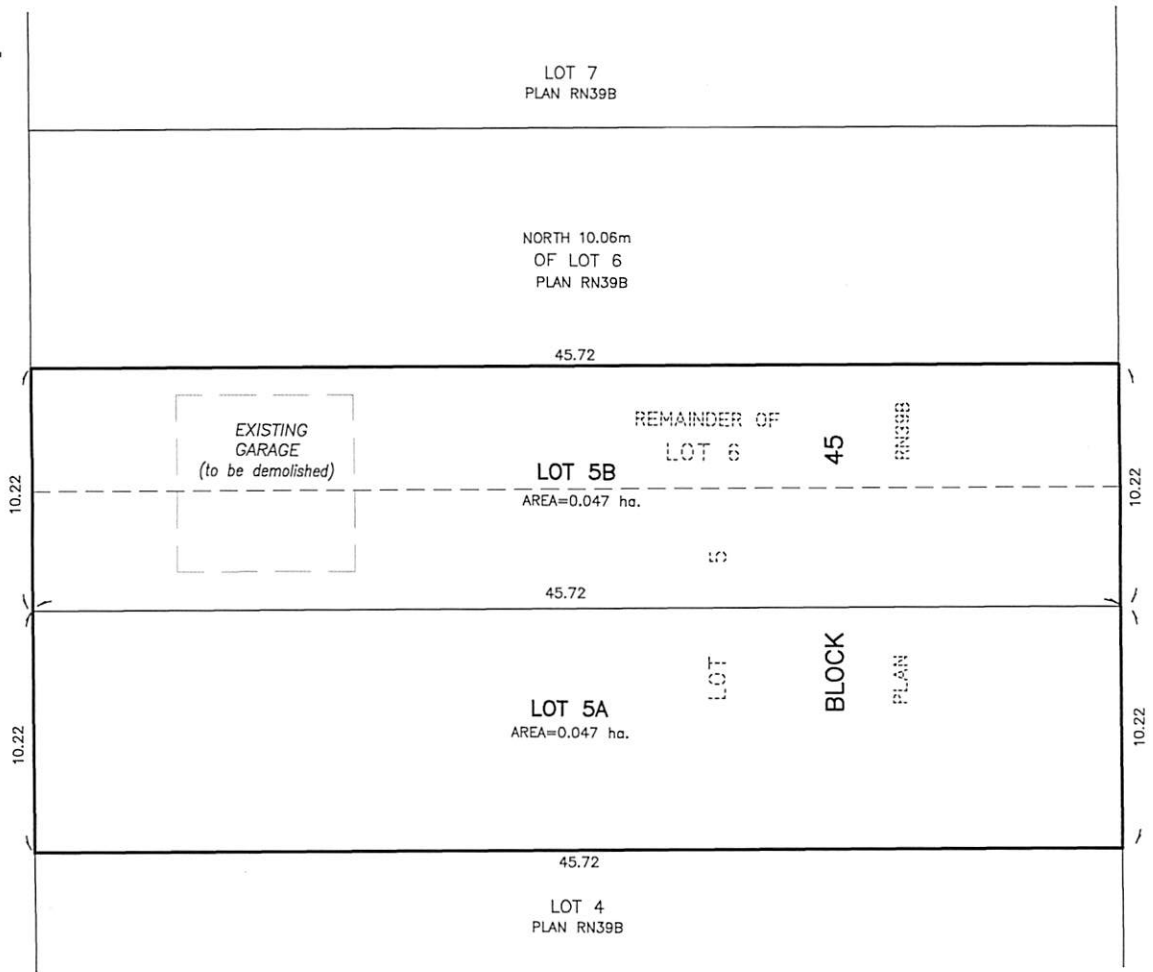 LOT 7
PLAN RN39B
NORTH 10.06m
OF LOT 6
PLAN RN39B
45.72
EXISTING
GARAGE
(to be demolished)
REMAINDER OF
LOT 6
LOT 5B
AREA=0.047 ha.
10.22
10.22
45.72
LOT 5
BLOCK 45
PLAN RN39B
LOT 5A
AREA=0.047 ha.
10.22
10.22
45.72
LOT 4
PLAN RN39B